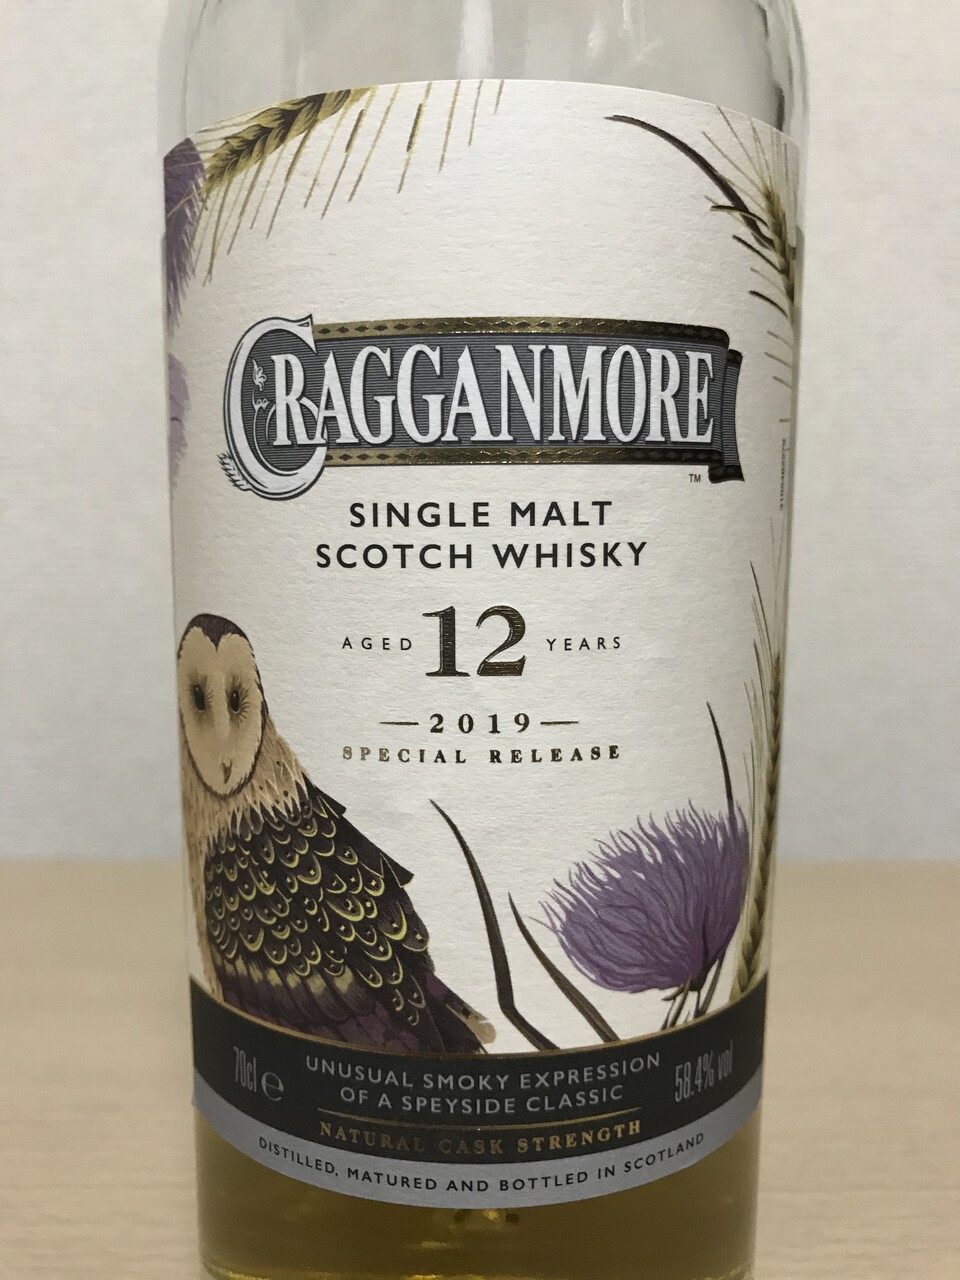 CRAGGANMORE
TM
SINGLE MALT
SCOTCH WHISKY
AGED 12 YEARS
2019
SPECIAL RELEASE
70cl e
UNUSUAL SMOKY EXPRESSION
OF A SPEYSIDE CLASSIC
58.4% vol
NATURAL CASK STRENGTH
DISTILLED, MATURED AND BOTTLED IN SCOTLAND